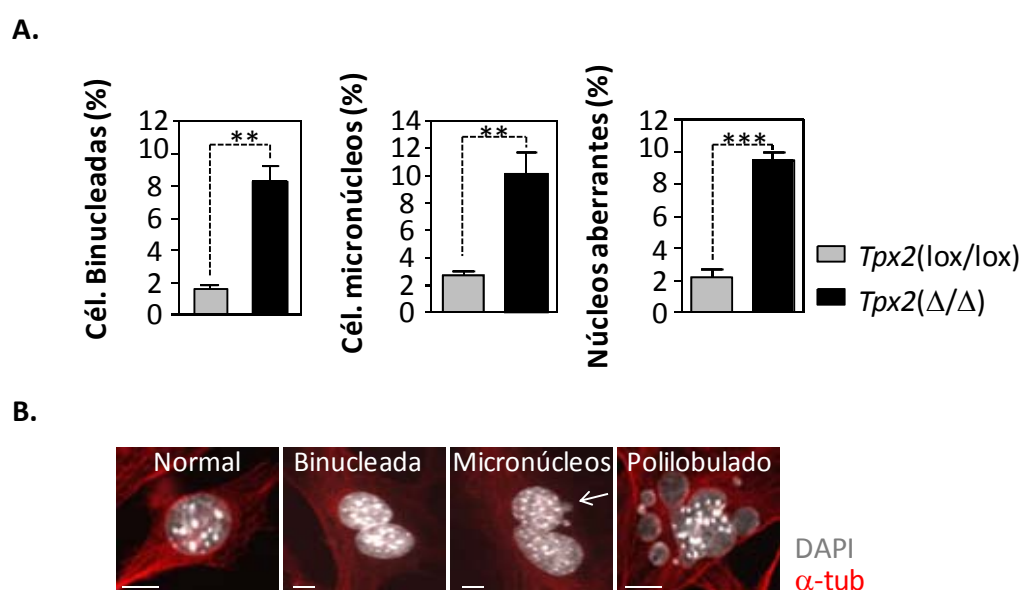 A.
Cél. Binucleadas (%)
12
10
8
6
4
2
0
**
Cél. micronúcleos (%)
14
12
10
8
6
4
2
0
**
Núcleos aberrantes (%)
12
10
8
6
4
2
0
***
Tpx2(lox/lox)
Tpx2(Δ/Δ)
B.
Normal
Binucleada
Micronúcleos
Polilobulado
DAPI
α-tub